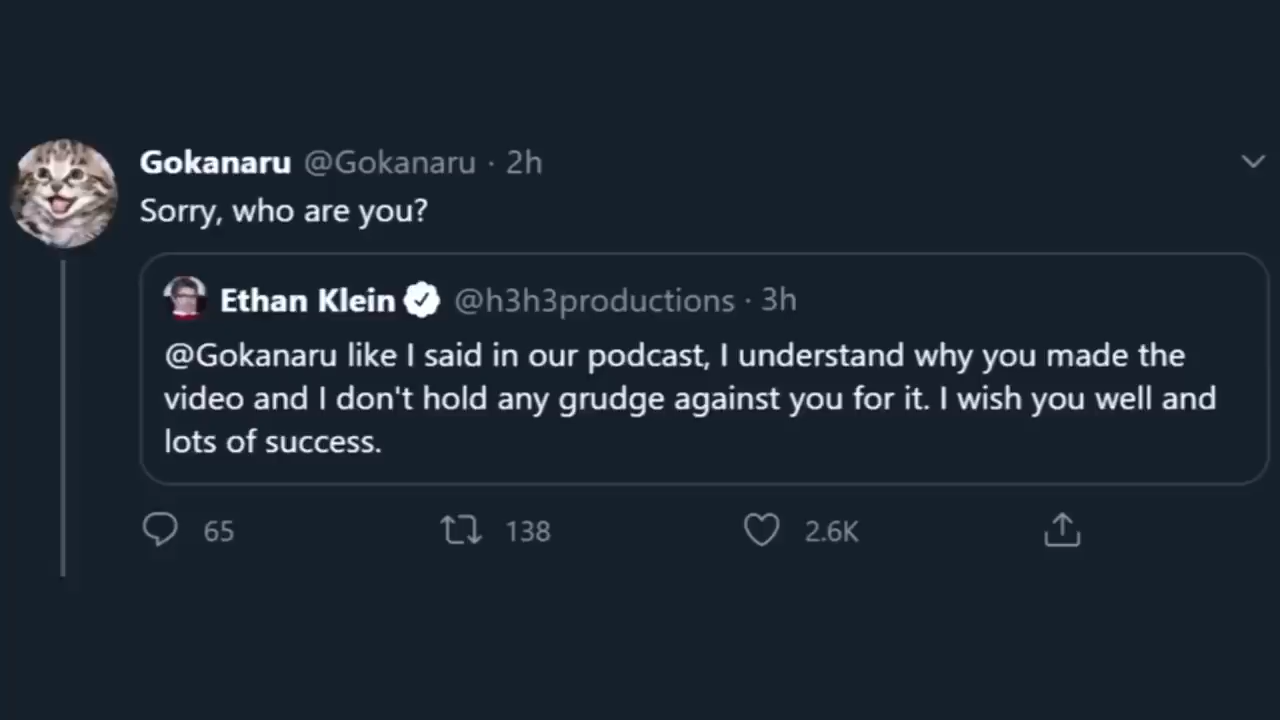 Gokanaru @Gokanaru · 2h
Sorry, who are you?
Ethan Klein @h3h3productions · 3h
@Gokanaru like I said in our podcast, I understand why you made the
video and I don't hold any grudge against you for it. I wish you well and
lots of success.
65 138 2.6K